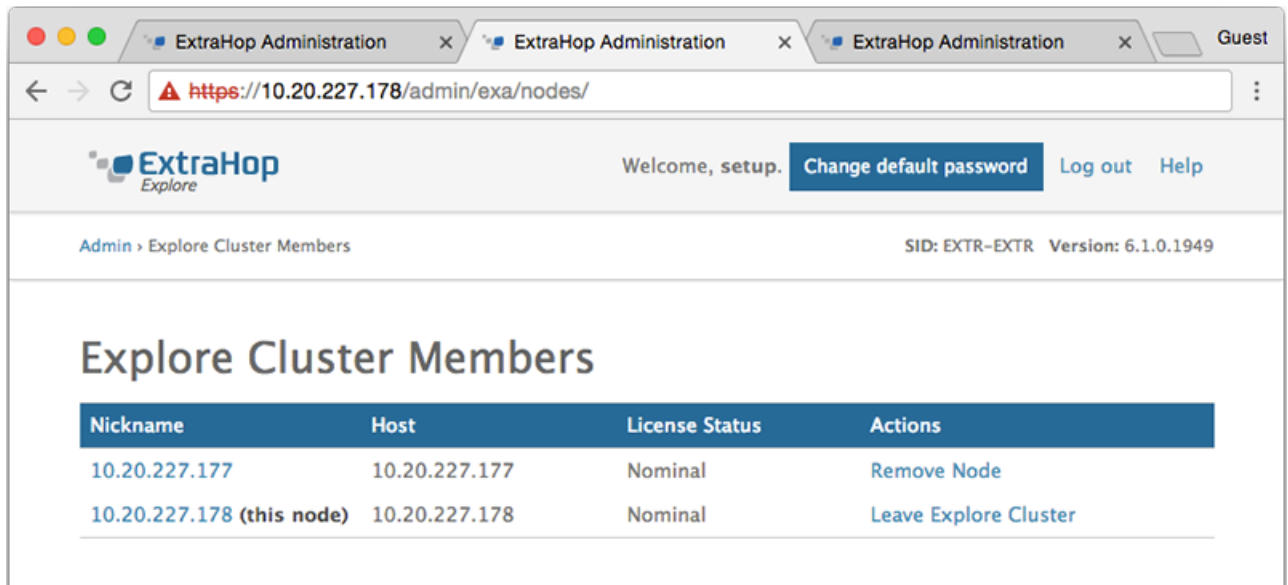 ExtraHop Administration × ExtraHop Administration × ExtraHop Administration × Guest
https://10.20.227.178/admin/exa/nodes/
ExtraHop
Explore
Welcome, setup. Change default password Log out Help
Admin › Explore Cluster Members SID: EXTR-EXTR Version: 6.1.0.1949
Explore Cluster Members
Nickname Host License Status Actions
10.20.227.177 10.20.227.177 Nominal Remove Node
10.20.227.178 (this node) 10.20.227.178 Nominal Leave Explore Cluster